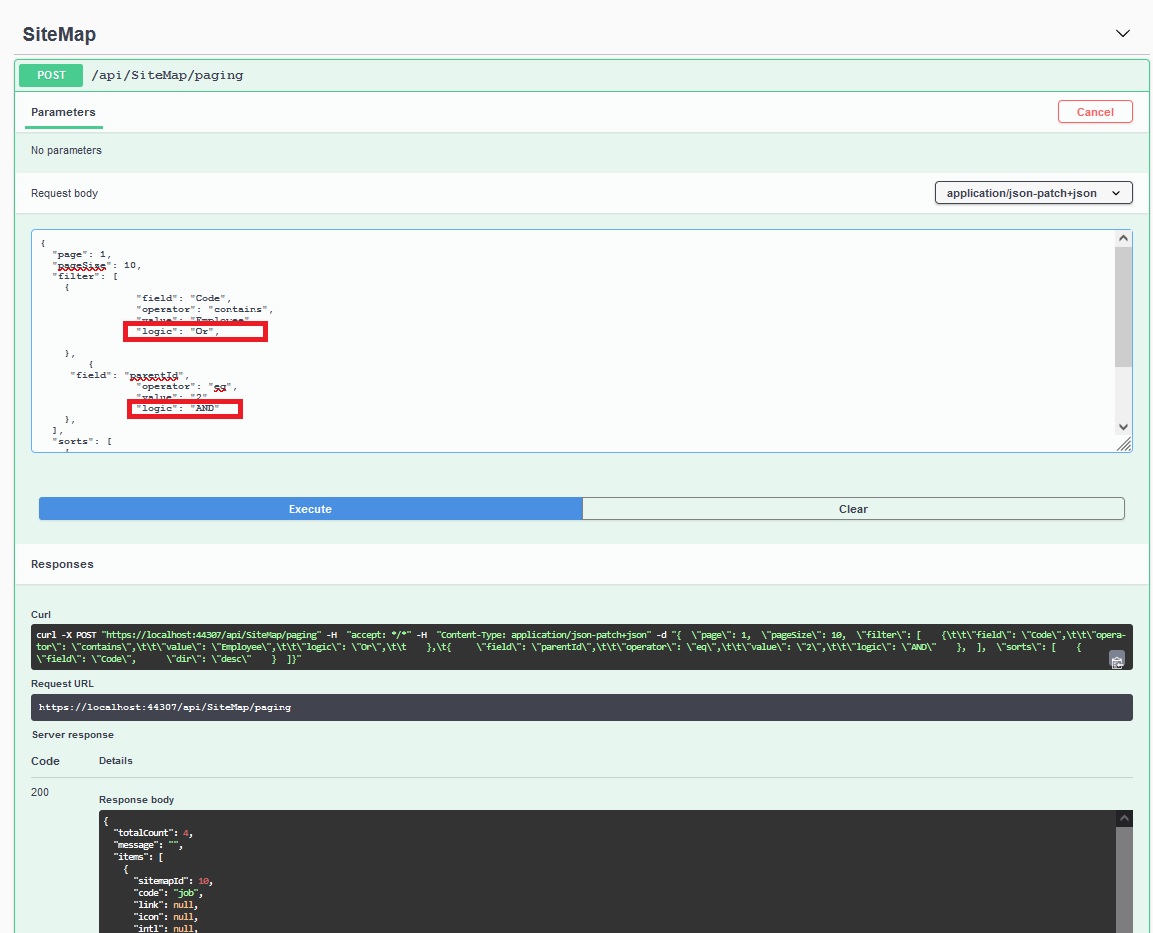 SiteMap
POST /api/SiteMap/paging
Parameters
Cancel
No parameters
Request body
application/json-patch+json
{
"page": 1,
"pageSize": 10,
"filter": [
{
"field": "Code",
"operator": "contains",
"value": "Employee",
"logic": "Or",
},
{
"field": "parentId",
"operator": "eq",
"value": "2",
"logic": "AND"
},
],
"sorts": [
{
Execute
Clear
Responses
Curl
curl -X POST "https://localhost:44307/api/SiteMap/paging" -H "accept: */*" -H "Content-Type: application/json-patch+json" -d "{ \"page\": 1, \"pageSize\": 10, \"filter\": [ {\t\t\"field\": \"Code\",\t\t\"opera-
tor\": \"contains\",\t\t\"value\": \"Employee\",\t\t\"logic\": \"Or\",\t\t },\t{ \"field\": \"parentId\",\t\t\"operator\": \"eq\",\t\t\"value\": \"2\",\t\t\"logic\": \"AND\" }, ], \"sorts\": [ {
\"field\": \"Code\", \"dir\": \"desc\" } ]}"
Request URL
https://localhost:44307/api/SiteMap/paging
Server response
Code
Details
200
Response body
{
"totalCount": 4,
"message": "",
"items": [
{
"sitemapId": 10,
"code": "job",
"link": null,
"icon": null,
"intl": null,